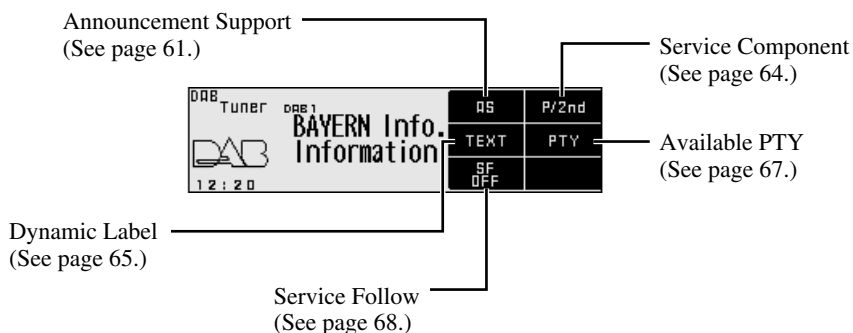 Announcement Support
(See page 61.)
Service Component
(See page 64.)
DAB
Tuner
DAB1
BAYERN Info.
Information
DAB
12:20
AS
P/2nd
TEXT
PTY
SF
OFF
Available PTY
(See page 67.)
Dynamic Label
(See page 65.)
Service Follow
(See page 68.)